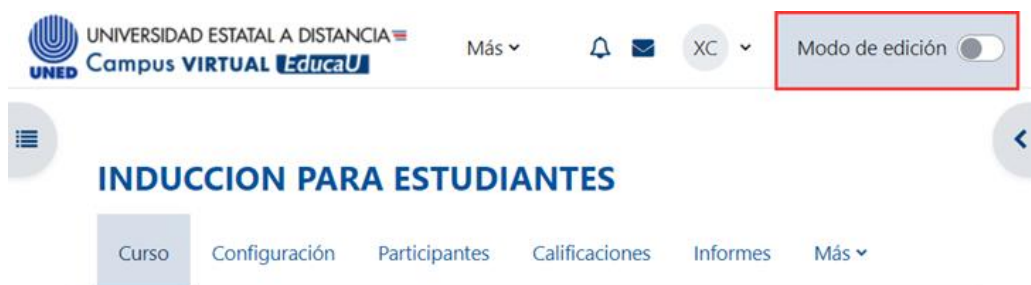 UNIVERSIDAD ESTATAL A DISTANCIA
UNED Campus VIRTUAL EducaU
Más
XC
Modo de edición
INDUCCION PARA ESTUDIANTES
Curso Configuración Participantes Calificaciones Informes Más